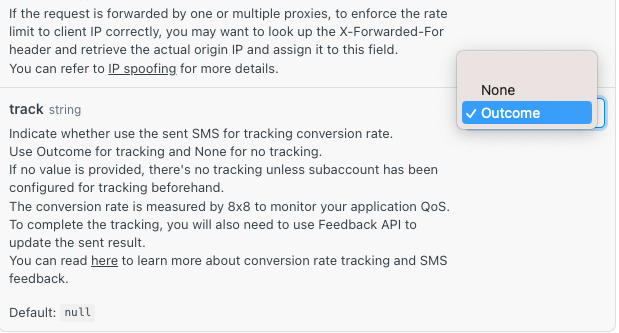 If the request is forwarded by one or multiple proxies, to enforce the rate
limit to client IP correctly, you may want to look up the X-Forwarded-For
header and retrieve the actual origin IP and assign it to this field.
You can refer to IP spoofing for more details.
None
✓ Outcome
track string
Indicate whether use the sent SMS for tracking conversion rate.
Use Outcome for tracking and None for no tracking.
If no value is provided, there's no tracking unless subaccount has been
configured for tracking beforehand.
The conversion rate is measured by 8x8 to monitor your application QoS.
To complete the tracking, you will also need to use Feedback API to
update the sent result.
You can read here to learn more about conversion rate tracking and SMS
feedback.
Default: null